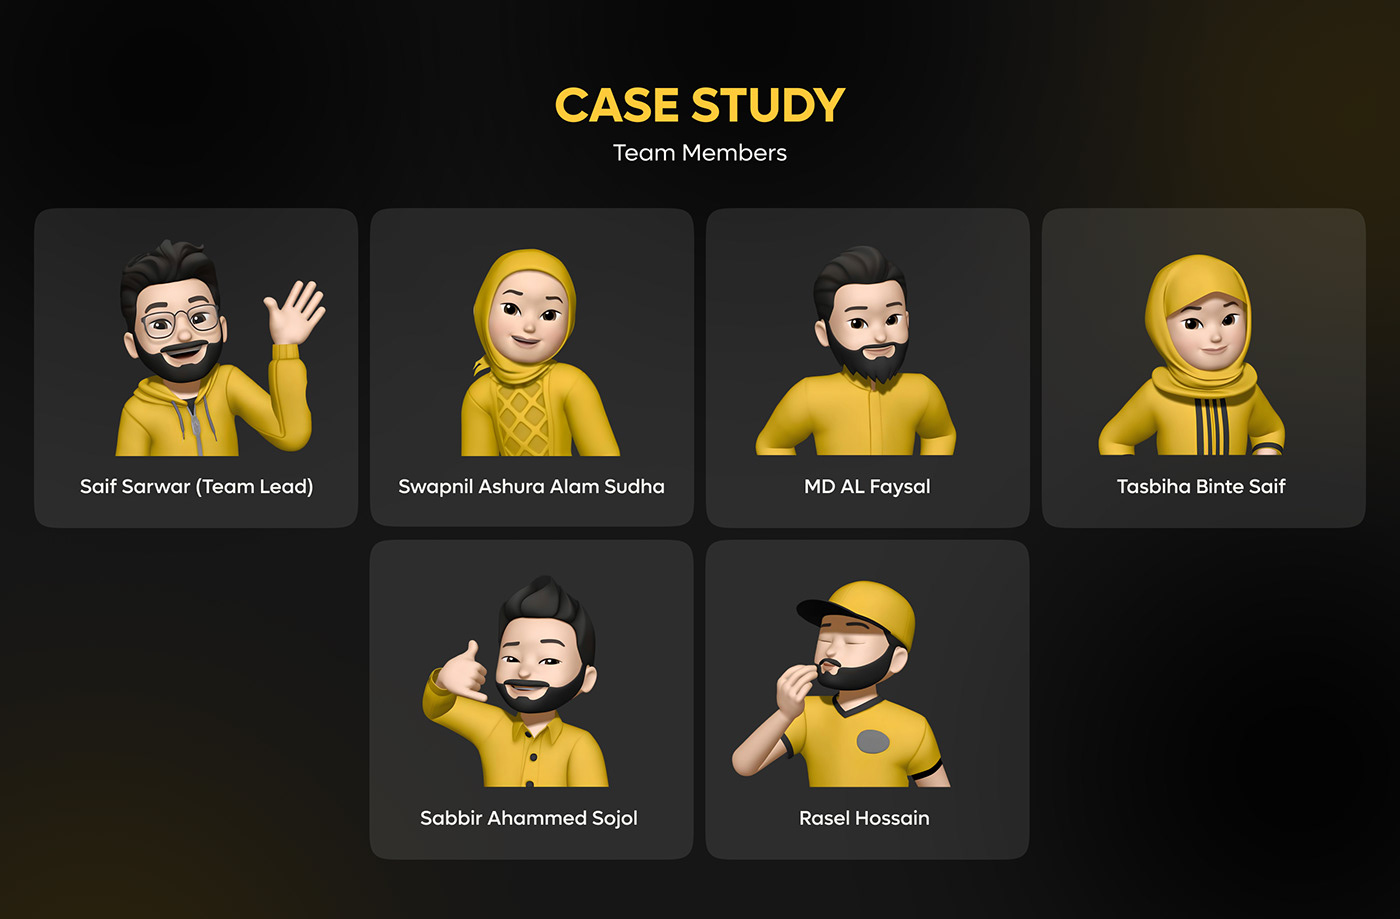 CASE STUDY
Team Members
Saif Sarwar (Team Lead)
Swapnil Ashura Alam Sudha
MD AL Faysal
Tasbiha Binte Saif
Sabbir Ahammed Sojol
Rasel Hossain